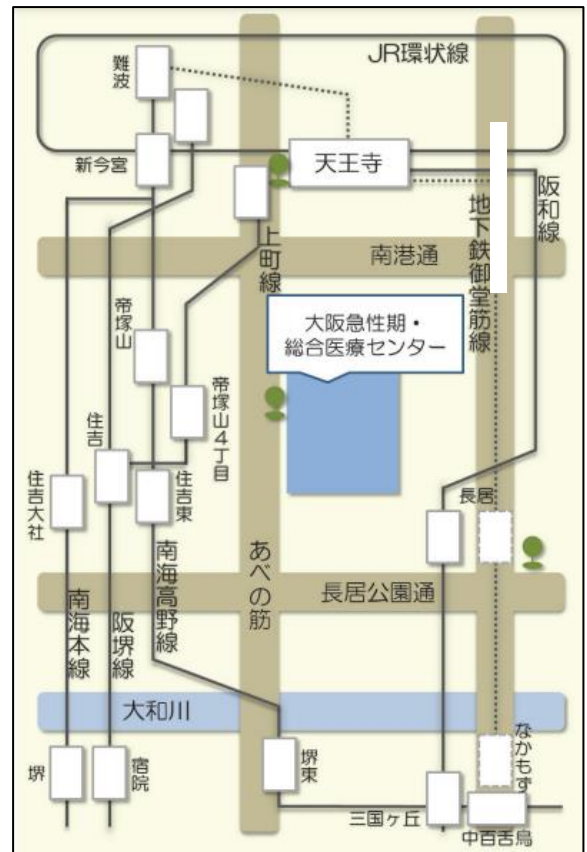 JR環状線
難波
新今宮
天王寺
阪和線
地下鉄御堂筋線
上町線
南港通
大阪急性期・
総合医療センター
帝塚山
帝塚山4丁目
住吉
住吉大社
住吉東
長居
南海本線
阪堺線
南海高野線
あべの筋
長居公園通
大和川
堺
宿院
堺東
三国ヶ丘
なかもず
中百舌鳥